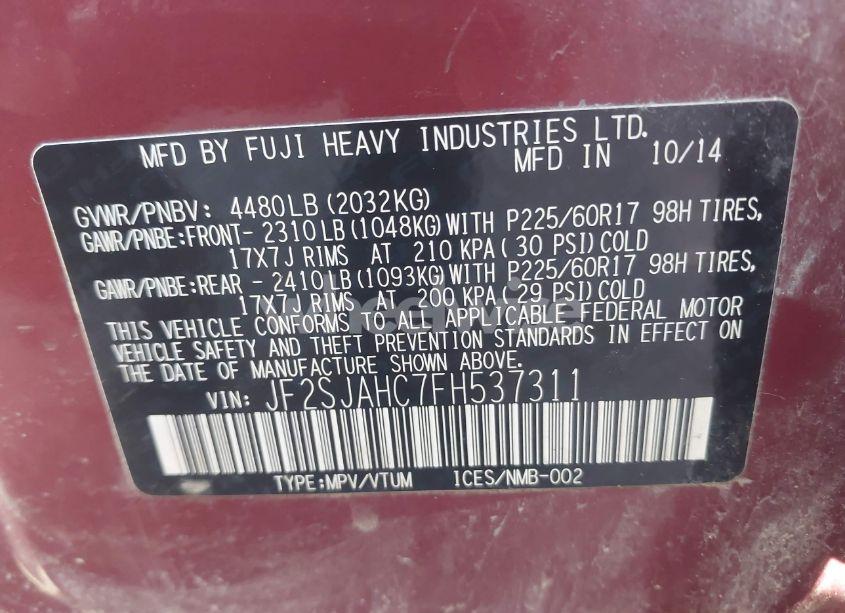 MFD BY FUJI HEAVY INDUSTRIES LTD.
MFD IN 10/14
GVWR/PNBV: 4480LB (2032KG)
GAWR/PNBE:FRONT- 2310LB (1048KG)WITH P225/60R17 98H TIRES,
17X7J RIMS AT 210 KPA (30 PSI)COLD
GAWR/PNBE:REAR - 2410LB (1093KG)WITH P225/60R17 98H TIRES,
17X7J RIMS AT 200 KPA (29 PSI)COLD
THIS VEHICLE CONFORMS TO ALL APPLICABLE FEDERAL MOTOR
VEHICLE SAFETY AND THEFT PREVENTION STANDARDS IN EFFECT ON
THE DATE OF MANUFACTURE SHOWN ABOVE.
VIN: JF2SJAHC7FH537311
TYPE:MPV/VTUM ICES/NMB-002